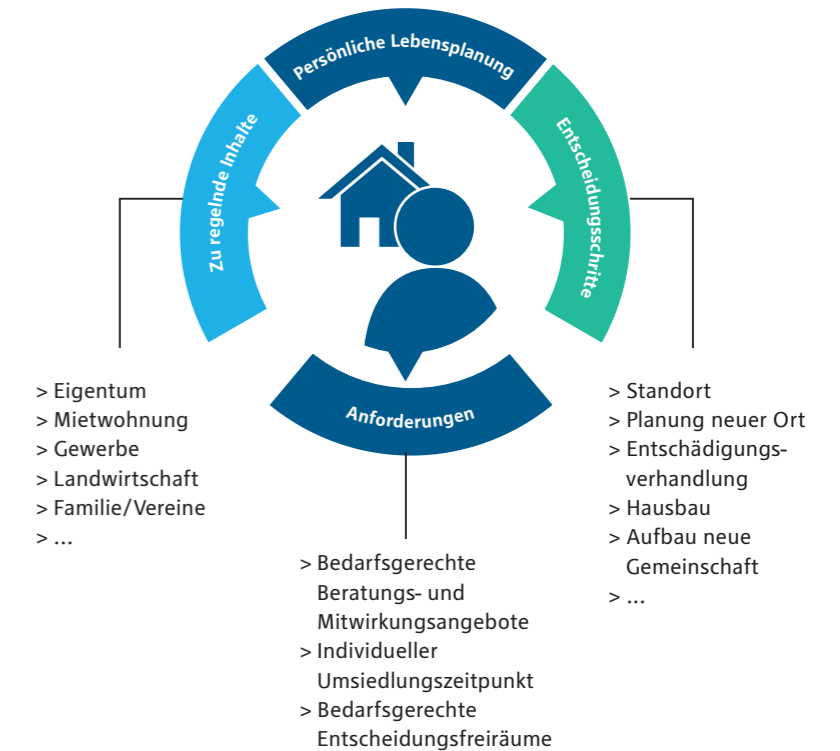 Persönliche Lebensplanung
Zu regelnde Inhalte
Entscheidungsschritte
Anforderungen
> Eigentum
> Mietwohnung
> Gewerbe
> Landwirtschaft
> Familie/Vereine
> ...
> Bedarfsgerechte
Beratungs- und
Mitwirkungsangebote
> Individueller
Umsiedlungszeitpunkt
> Bedarfsgerechte
Entscheidungsfreiräume
> Standort
> Planung neuer Ort
> Entschädigungs-
verhandlung
> Hausbau
> Aufbau neue
Gemeinschaft
> ...